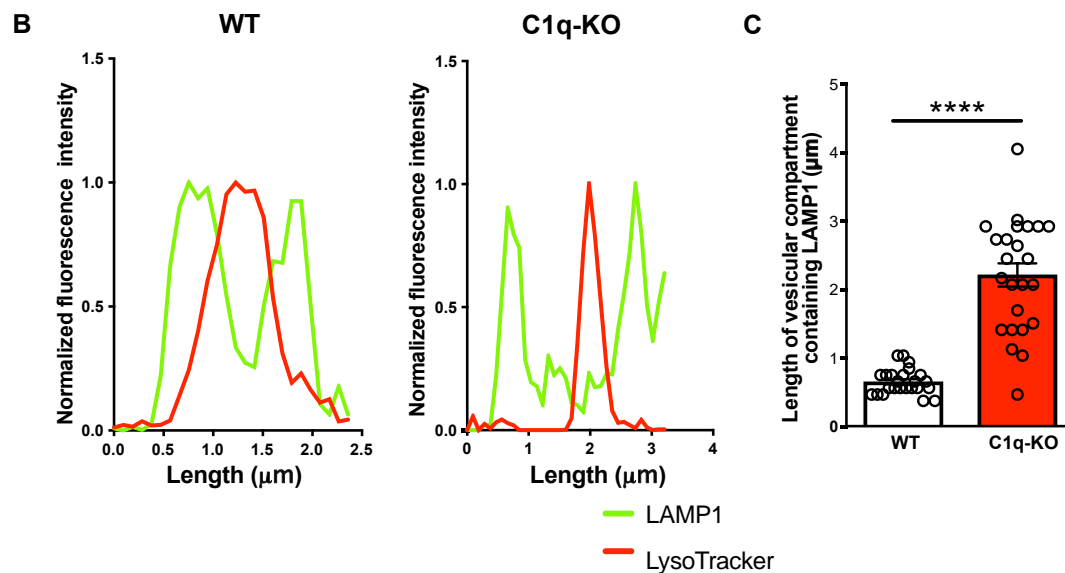 B
WT
C1q-KO
C
Normalized fluorescence intensity
1.5
1.0
0.5
0.0
0.0
0.5
1.0
1.5
2.0
2.5
Length (μm)
Normalized fluorescence intensity
1.5
1.0
0.5
0.0
0
1
2
3
4
Length (μm)
LAMP1
LysoTracker
Length of vesicular compartment
containing LAMP1 (μm)
5
4
3
2
1
0
****
WT
C1q-KO